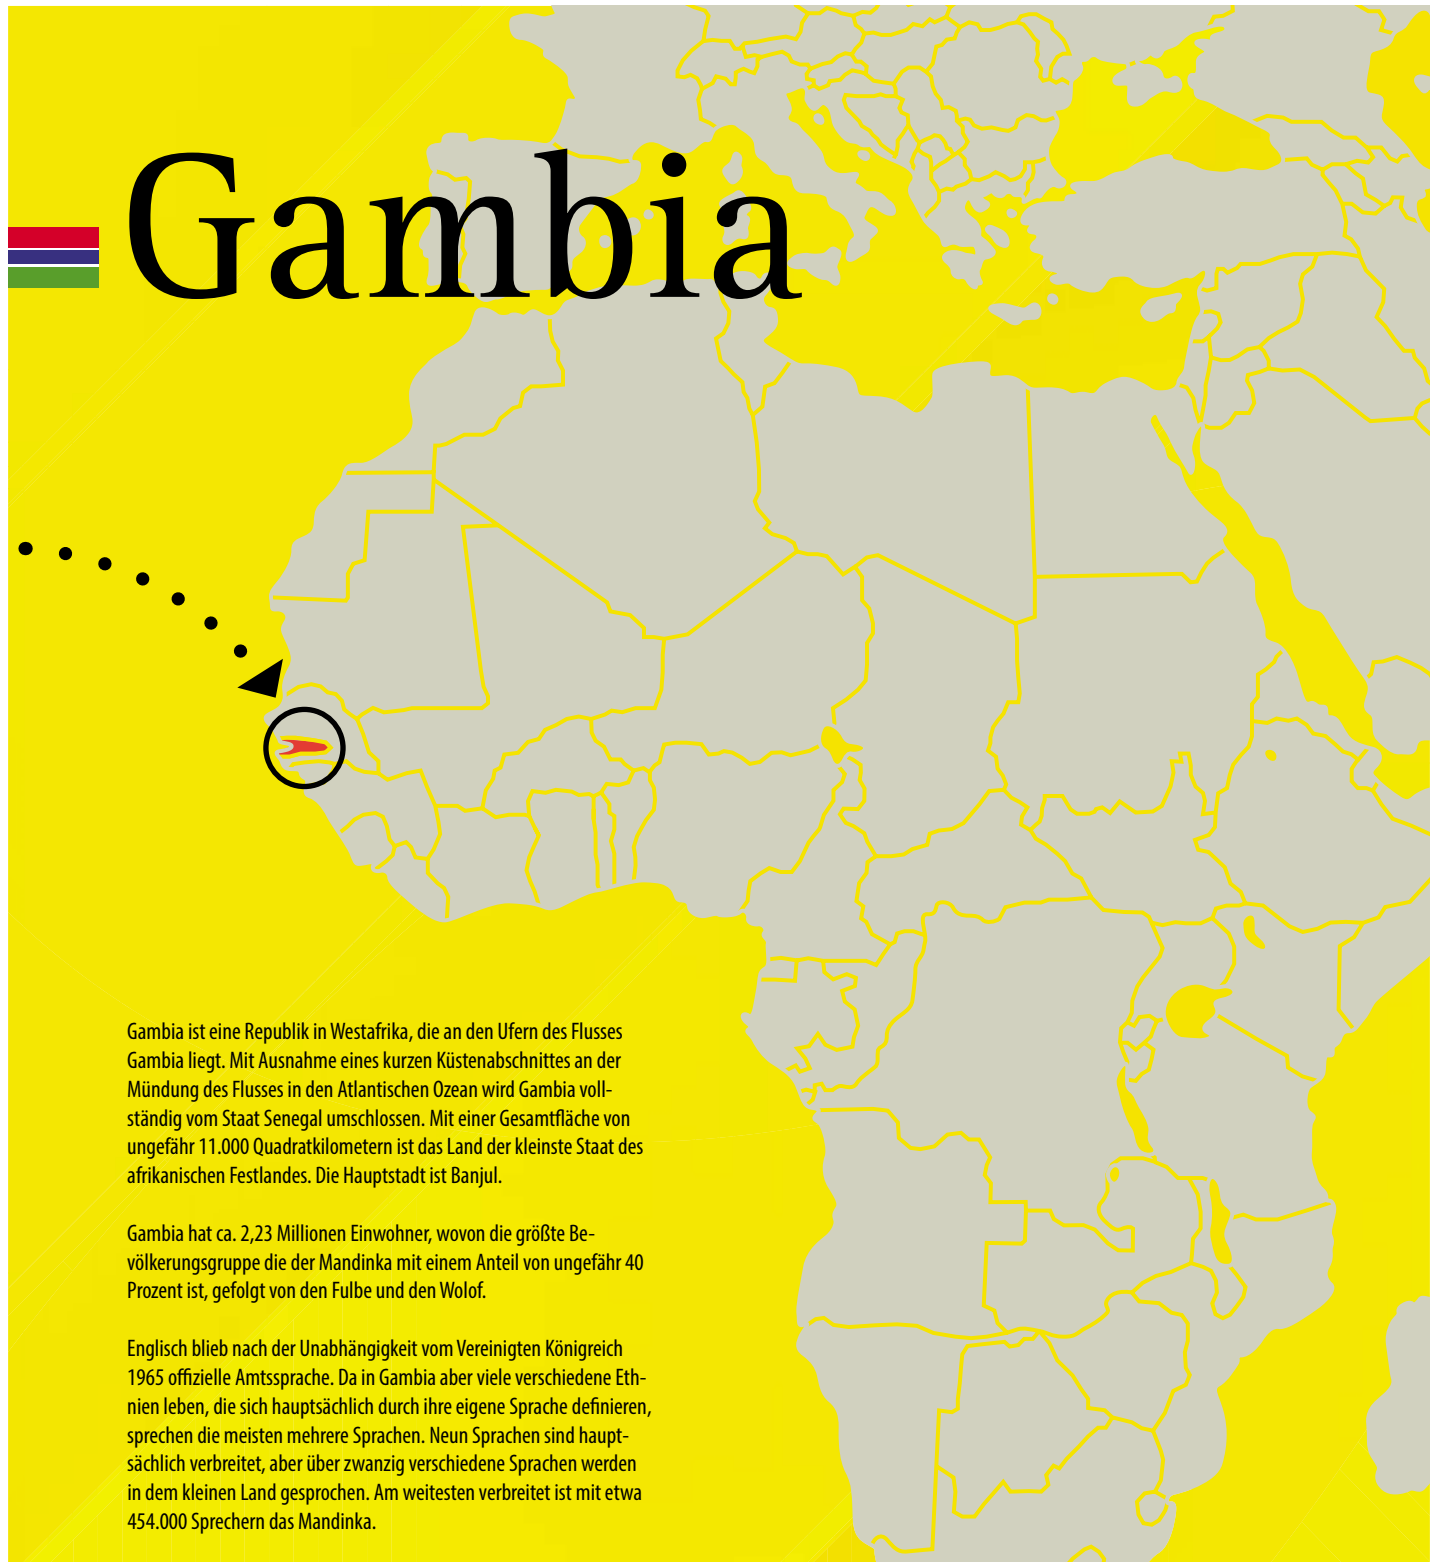 Gambia
Gambia ist eine Republik in Westafrika, die an den Ufern des Flusses
Gambia liegt. Mit Ausnahme eines kurzen Küstenabschnittes an der
Mündung des Flusses in den Atlantischen Ozean wird Gambia voll-
ständig vom Staat Senegal umschlossen. Mit einer Gesamtfläche von
ungefähr 11.000 Quadratkilometern ist das Land der kleinste Staat des
afrikanischen Festlandes. Die Hauptstadt ist Banjul.
Gambia hat ca. 2,23 Millionen Einwohner, wovon die größte Be-
völkerungsgruppe die der Mandinka mit einem Anteil von ungefähr 40
Prozent ist, gefolgt von den Fulbe und den Wolof.
Englisch blieb nach der Unabhängigkeit vom Vereinigten Königreich
1965 offizielle Amtssprache. Da in Gambia aber viele verschiedene Eth-
nien leben, die sich hauptsächlich durch ihre eigene Sprache definieren,
sprechen die meisten mehrere Sprachen. Neun Sprachen sind haupt-
sächlich verbreitet, aber über zwanzig verschiedene Sprachen werden
in dem kleinen Land gesprochen. Am weitesten verbreitet ist mit etwa
454.000 Sprechern das Mandinka.